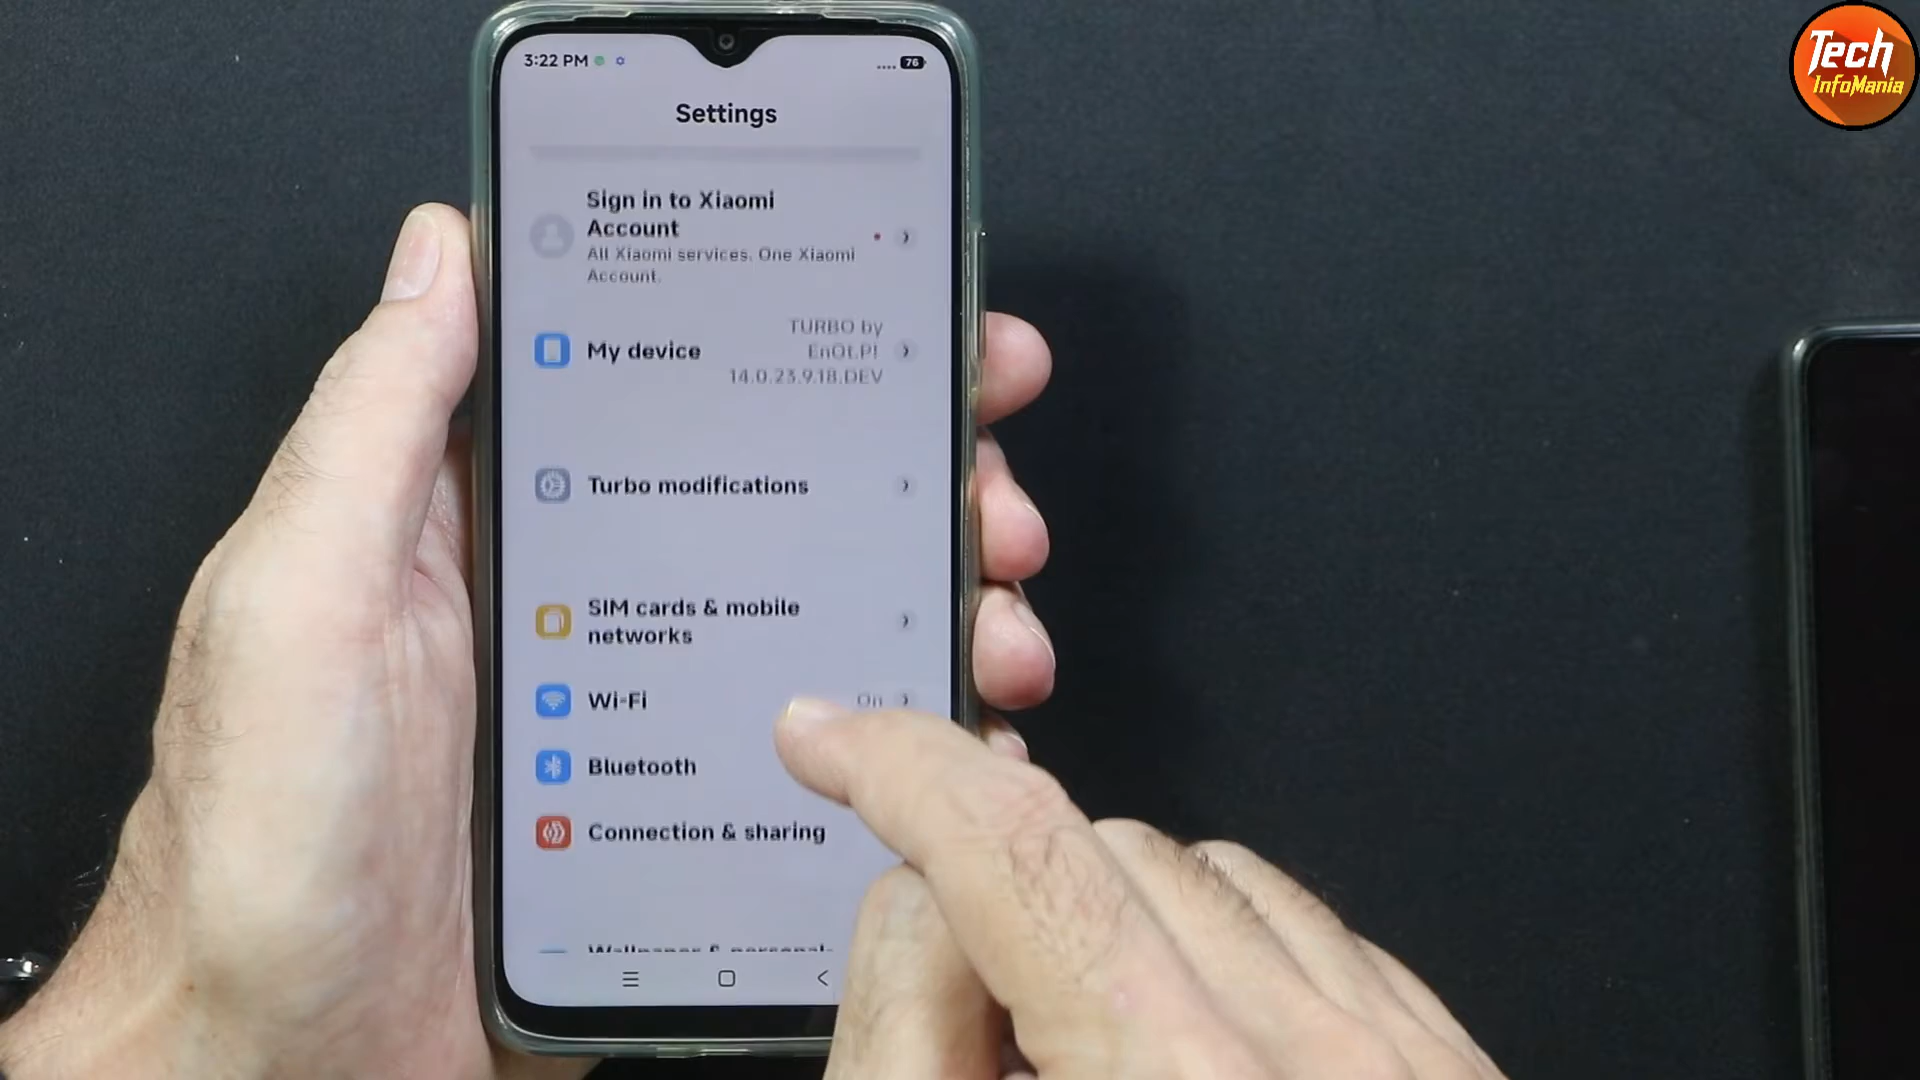 Tech
InfoMania
3:22 PM
76
Settings
Sign in to Xiaomi
Account
All Xiaomi services. One Xiaomi
Account.
My device
TURBO by
EnOt.P!
14.0.23.9.18.DEV
Turbo modifications
SIM cards & mobile
networks
Wi-Fi
On
Bluetooth
Connection & sharing
Wallpaper & personal-